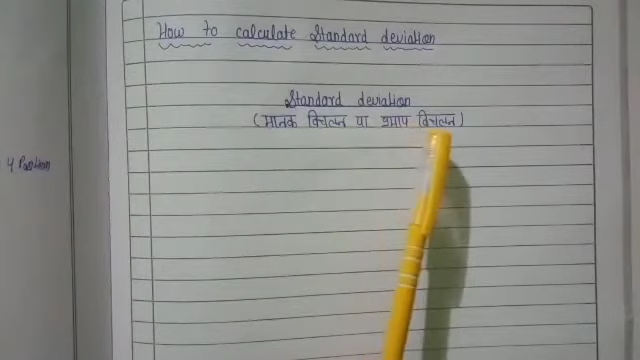 How to calculate Standard deviation
Standard deviation
(मानक विचलन या प्रमाप विचलन)
4 Position